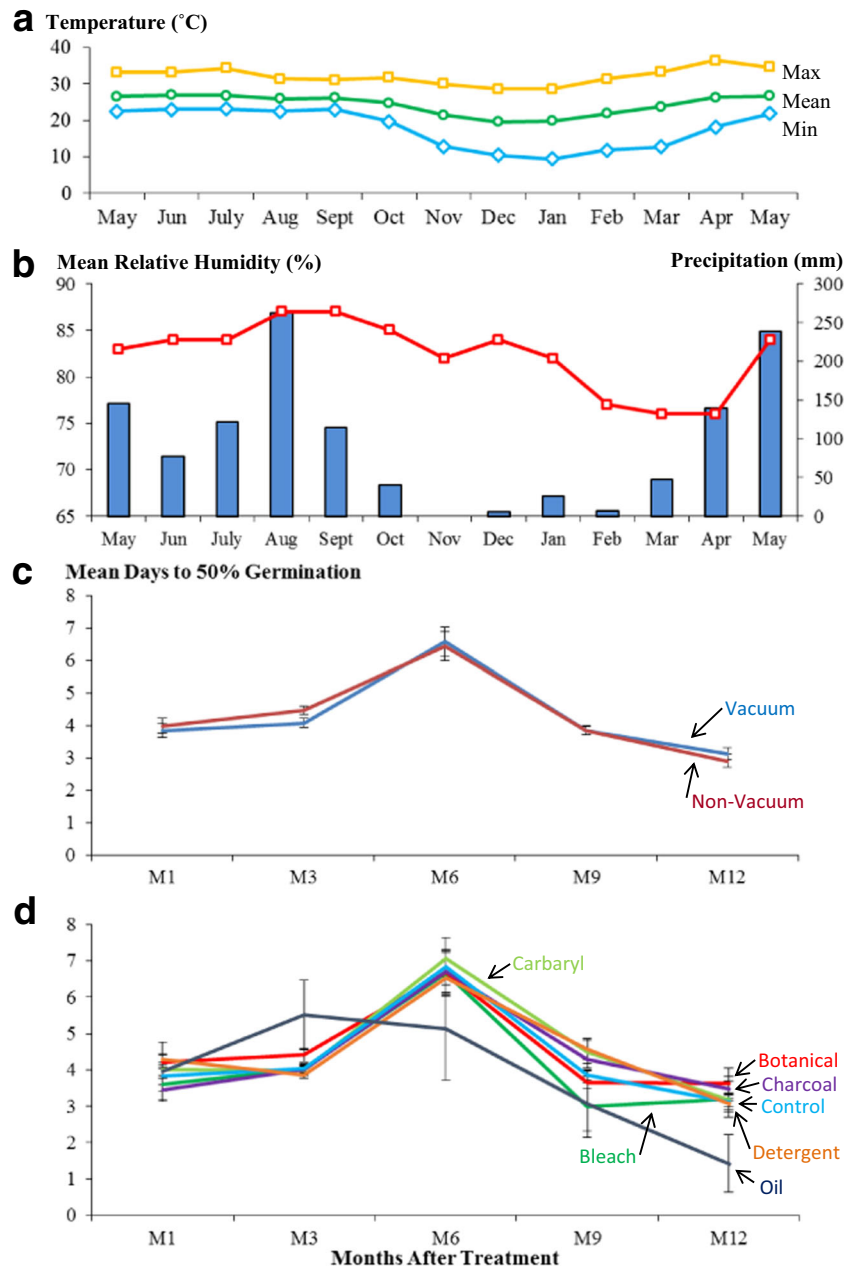 a Temperature (˚C)
40
30
20
10
0
Max
Mean
Min
May Jun July Aug Sept Oct Nov Dec Jan Feb Mar Apr May
b Mean Relative Humidity (%) Precipitation (mm)
90
85
80
75
70
65
300
250
200
150
100
50
0
May Jun July Aug Sept Oct Nov Dec Jan Feb Mar Apr May
c Mean Days to 50% Germination
8
7
6
5
4
3
2
1
0
Vacuum
Non-Vacuum
M1 M3 M6 M9 M12
d
8
7
6
5
4
3
2
1
0
Carbaryl
Botanical
Charcoal
Control
Detergent
Bleach
Oil
M1 M3 M6 M9 M12
Months After Treatment